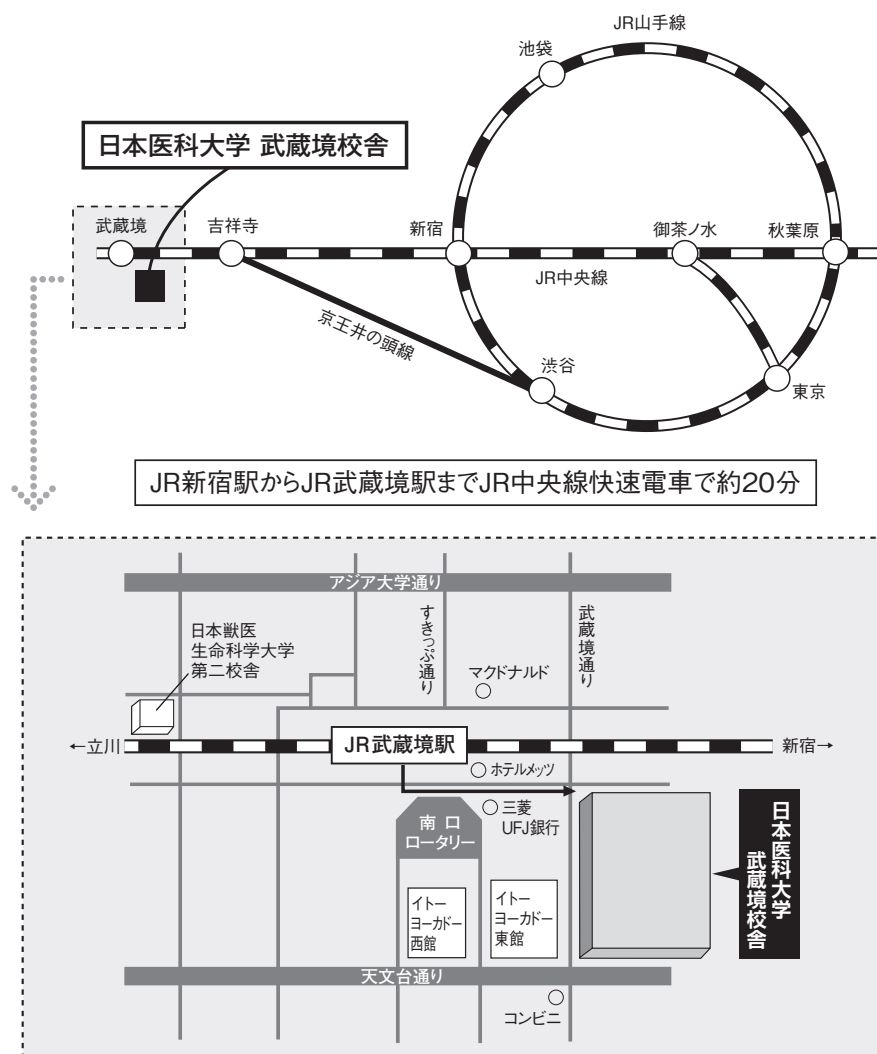 JR山手線
池袋
日本医科大学 武蔵境校舎
武蔵境
吉祥寺
新宿
御茶ノ水
秋葉原
JR中央線
京王井の頭線
渋谷
東京
JR新宿駅からJR武蔵境駅までJR中央線快速電車で約20分
アジア大学通り
日本獣医
生命科学大学
第二校舎
すきっぷ通り
武蔵境通り
マクドナルド
←立川
JR武蔵境駅
新宿→
ホテルメッツ
三菱
UFJ銀行
南口
ロータリー
日本医科大学
武蔵境校舎
イトー
ヨーカドー
西館
イトー
ヨーカドー
東館
天文台通り
コンビニ